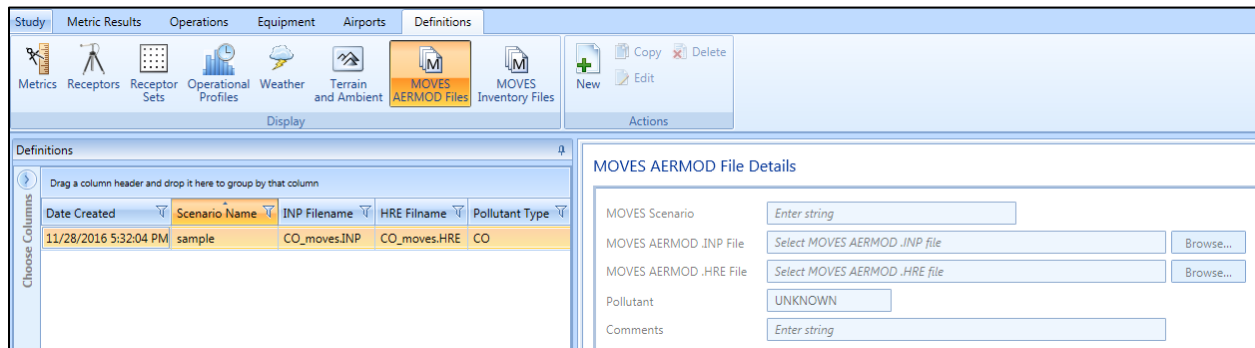 Study Metric Results Operations Equipment Airports Definitions
Metrics Receptors Receptor Sets Operational Profiles Weather Terrain and Ambient MOVES AERMOD Files MOVES Inventory Files New Copy Delete
Edit
Display Actions
Definitions
Choose Columns
Drag a column header and drop it here to group by that column
Date Created Scenario Name INP Filename HRE Filname Pollutant Type
11/28/2016 5:32:04 PM sample CO_moves.INP CO_moves.HRE CO
MOVES AERMOD File Details
MOVES Scenario Enter string
MOVES AERMOD .INP File Select MOVES AERMOD .INP file Browse...
MOVES AERMOD .HRE File Select MOVES AERMOD .HRE file Browse...
Pollutant UNKNOWN
Comments Enter string